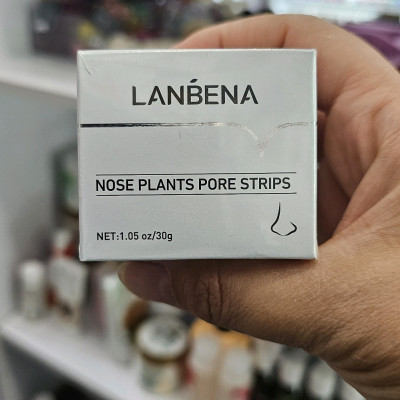 LANBENA
NOSE PLANTS PORE STRIPS
NET:1.05 oz/30g